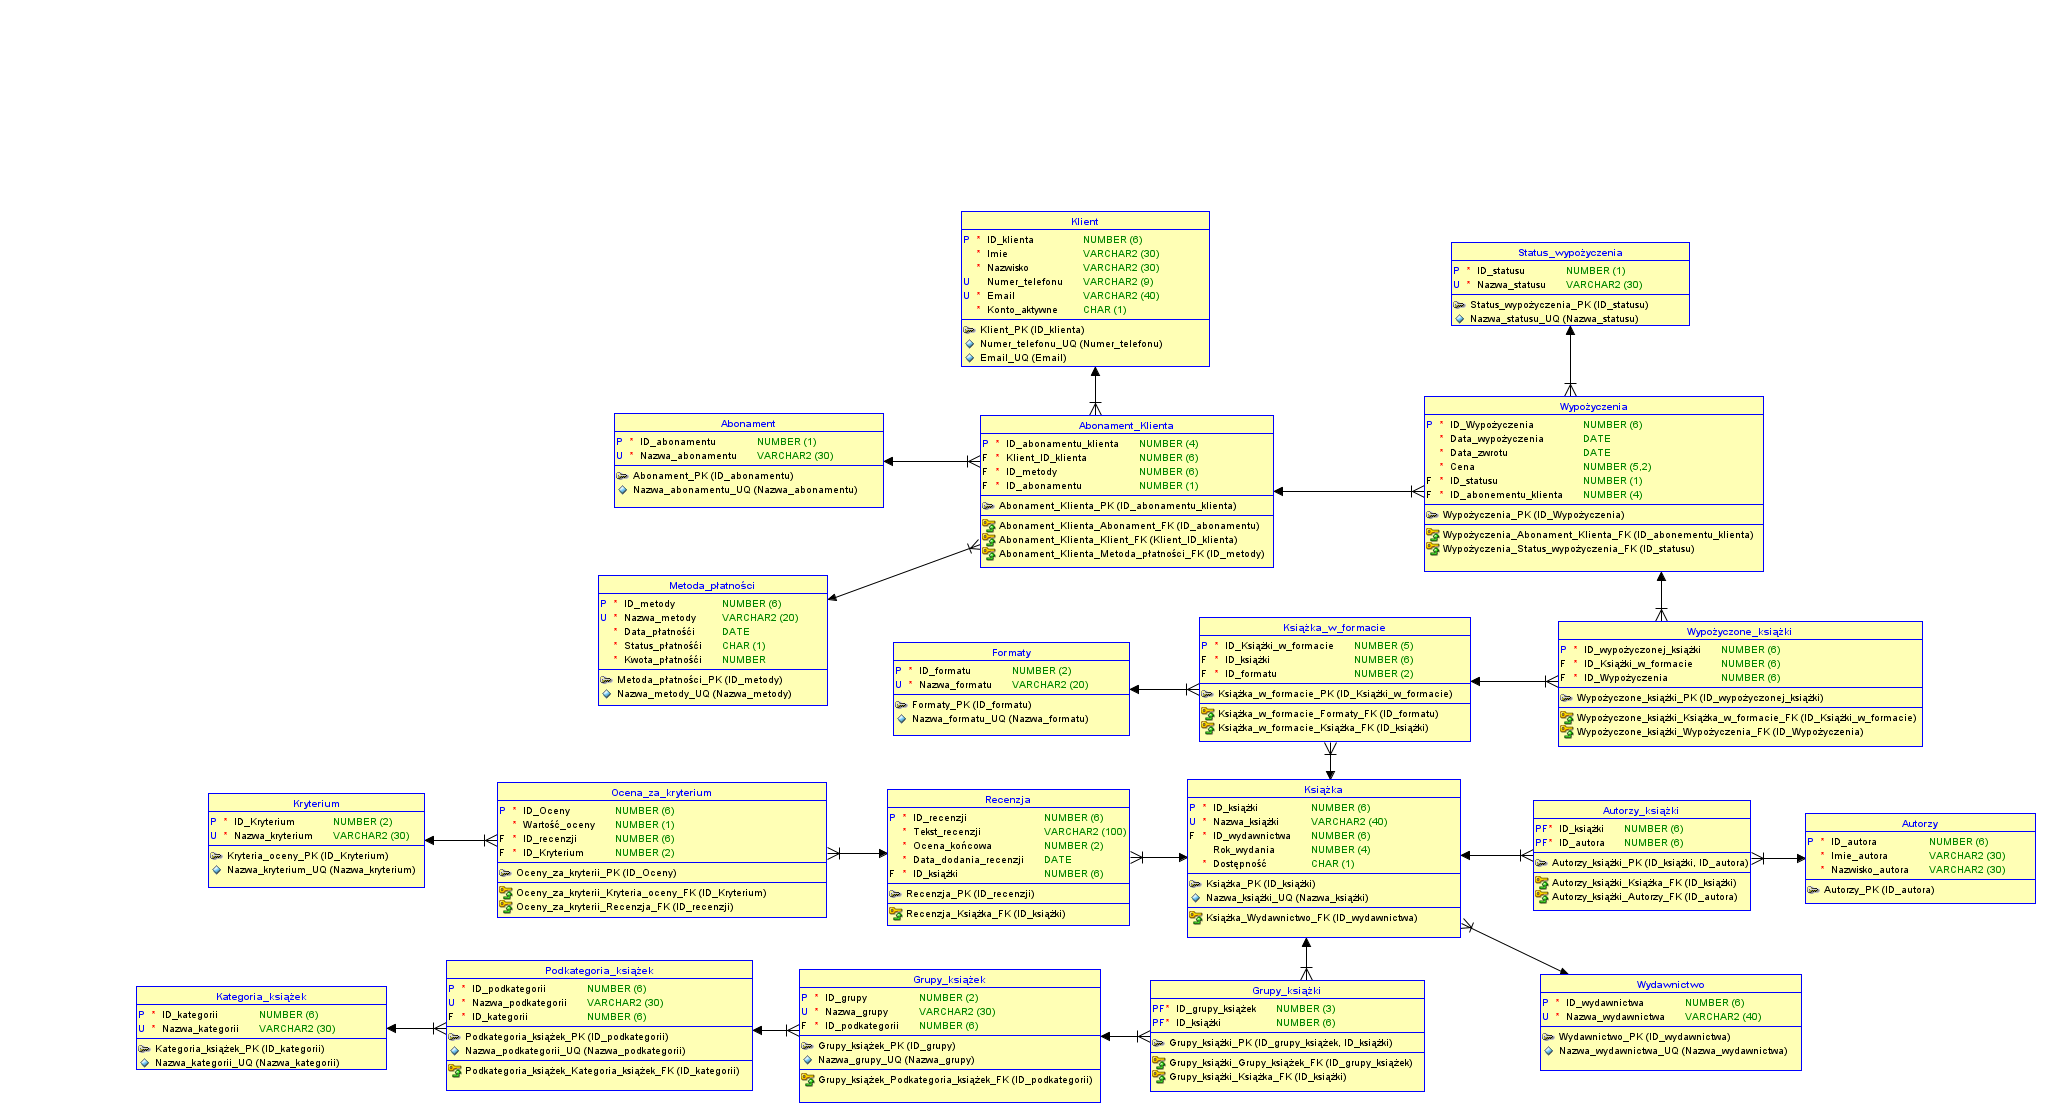 Klient
P * ID_klienta NUMBER (6)
* Imie VARCHAR2 (30)
* Nazwisko VARCHAR2 (30)
U Numer_telefonu VARCHAR2 (9)
U * Email VARCHAR2 (40)
* Konto_aktywne CHAR (1)
Klient_PK (ID_klienta)
Numer_telefonu_UQ (Numer_telefonu)
Email_UQ (Email)
Status_wypożyczenia
P * ID_statusu NUMBER (1)
U * Nazwa_statusu VARCHAR2 (30)
Status_wypożyczenia_PK (ID_statusu)
Nazwa_statusu_UQ (Nazwa_statusu)
Abonament
P * ID_abonamentu NUMBER (1)
U * Nazwa_abonamentu VARCHAR2 (30)
Abonament_PK (ID_abonamentu)
Nazwa_abonamentu_UQ (Nazwa_abonamentu)
Abonament_Klienta
P * ID_abonamentu_klienta NUMBER (4)
F * Klient_ID_klienta NUMBER (6)
F * ID_metody NUMBER (6)
F * ID_abonamentu NUMBER (1)
Abonament_Klienta_PK (ID_abonamentu_klienta)
Abonament_Klienta_Abonament_FK (ID_abonamentu)
Abonament_Klienta_Klient_FK (Klient_ID_klienta)
Abonament_Klienta_Metoda_płatności_FK (ID_metody)
Wypożyczenia
P * ID_Wypożyczenia NUMBER (6)
* Data_wypożyczenia DATE
* Data_zwrotu DATE
* Cena NUMBER (5,2)
F * ID_statusu NUMBER (1)
F * ID_abonementu_klienta NUMBER (4)
Wypożyczenia_PK (ID_Wypożyczenia)
Wypożyczenia_Abonament_Klienta_FK (ID_abonementu_klienta)
Wypożyczenia_Status_wypożyczenia_FK (ID_statusu)
Metoda_płatności
P * ID_metody NUMBER (6)
U * Nazwa_metody VARCHAR2 (20)
* Data_płatnośći DATE
* Status_płatnośći CHAR (1)
* Kwota_płatnośći NUMBER
Metoda_płatności_PK (ID_metody)
Nazwa_metody_UQ (Nazwa_metody)
Formaty
P * ID_formatu NUMBER (2)
U * Nazwa_formatu VARCHAR2 (20)
Formaty_PK (ID_formatu)
Nazwa_formatu_UQ (Nazwa_formatu)
Książka_w_formacie
P * ID_Książki_w_formacie NUMBER (5)
F * ID_książki NUMBER (6)
F * ID_formatu NUMBER (2)
Książka_w_formacie_PK (ID_Książki_w_formacie)
Książka_w_formacie_Formaty_FK (ID_formatu)
Książka_w_formacie_Książka_FK (ID_książki)
Wypożyczone_książki
P * ID_wypożyczonej_książki NUMBER (6)
F * ID_Książki_w_formacie NUMBER (6)
F * ID_Wypożyczenia NUMBER (6)
Wypożyczone_książki_PK (ID_wypożyczonej_książki)
Wypożyczone_książki_Książka_w_formacie_FK (ID_Książki_w_formacie)
Wypożyczone_książki_Wypożyczenia_FK (ID_Wypożyczenia)
Kryterium
P * ID_Kryterium NUMBER (2)
U * Nazwa_kryterium VARCHAR2 (30)
Kryteria_oceny_PK (ID_Kryterium)
Nazwa_kryterium_UQ (Nazwa_kryterium)
Ocena_za_kryterium
P * ID_Oceny NUMBER (6)
* Wartość_oceny NUMBER (1)
F * ID_recenzji NUMBER (6)
F * ID_Kryterium NUMBER (2)
Oceny_za_kryterii_PK (ID_Oceny)
Oceny_za_kryterii_Kryteria_oceny_FK (ID_Kryterium)
Oceny_za_kryterii_Recenzja_FK (ID_recenzji)
Recenzja
P * ID_recenzji NUMBER (6)
* Tekst_recenzji VARCHAR2 (100)
* Ocena_końcowa NUMBER (2)
* Data_dodania_recenzji DATE
F * ID_książki NUMBER (6)
Recenzja_PK (ID_recenzji)
Recenzja_Książka_FK (ID_książki)
Książka
P * ID_książki NUMBER (6)
U * Nazwa_książki VARCHAR2 (40)
F * ID_wydawnictwa NUMBER (6)
Rok_wydania NUMBER (4)
* Dostępność CHAR (1)
Książka_PK (ID_książki)
Nazwa_książki_UQ (Nazwa_książki)
Książka_Wydawnictwo_FK (ID_wydawnictwa)
Autorzy_książki
PF* ID_książki NUMBER (6)
PF* ID_autora NUMBER (6)
Autorzy_książki_PK (ID_książki, ID_autora)
Autorzy_książki_Książka_FK (ID_książki)
Autorzy_książki_Autorzy_FK (ID_autora)
Autorzy
P * ID_autora NUMBER (6)
* Imie_autora VARCHAR2 (30)
* Nazwisko_autora VARCHAR2 (30)
Autorzy_PK (ID_autora)
Kategoria_książek
P * ID_kategorii NUMBER (6)
U * Nazwa_kategorii VARCHAR2 (30)
Kategoria_książek_PK (ID_kategorii)
Nazwa_kategorii_UQ (Nazwa_kategorii)
Podkategoria_książek
P * ID_podkategorii NUMBER (6)
U * Nazwa_podkategorii VARCHAR2 (30)
F * ID_kategorii NUMBER (6)
Podkategoria_książek_PK (ID_podkategorii)
Nazwa_podkategorii_UQ (Nazwa_podkategorii)
Podkategoria_książek_Kategoria_książek_FK (ID_kategorii)
Grupy_książek
P * ID_grupy NUMBER (2)
U * Nazwa_grupy VARCHAR2 (30)
F * ID_podkategorii NUMBER (6)
Grupy_książek_PK (ID_grupy)
Nazwa_grupy_UQ (Nazwa_grupy)
Grupy_książek_Podkategoria_książek_FK (ID_podkategorii)
Grupy_książki
PF* ID_grupy_książek NUMBER (3)
PF* ID_książki NUMBER (6)
Grupy_książki_PK (ID_grupy_książek, ID_książki)
Grupy_książki_Grupy_książek_FK (ID_grupy_książek)
Grupy_książki_Książka_FK (ID_książki)
Wydawnictwo
P * ID_wydawnictwa NUMBER (6)
U * Nazwa_wydawnictwa VARCHAR2 (40)
Wydawnictwo_PK (ID_wydawnictwa)
Nazwa_wydawnictwa_UQ (Nazwa_wydawnictwa)